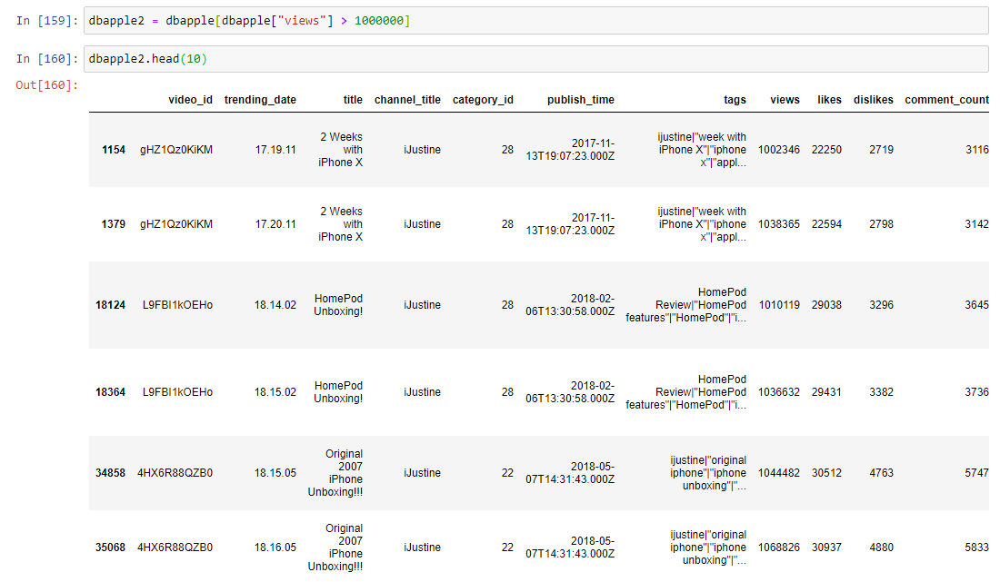 In [159]: dbapple2 = dbapple[dbapple["views"] > 1000000]
In [160]: dbapple2.head(10)
Out[160]:
video_id trending_date title channel_title category_id publish_time tags views likes dislikes comment_count
1154 gHZ1Qz0KiKM 17.19.11 2 Weeks with iPhone X iJustine 28 2017-11-13T19:07:23.000Z ijustine|"week with iPhone X"|"iphone x"|"appl... 1002346 22250 2719 3116
1379 gHZ1Qz0KiKM 17.20.11 2 Weeks with iPhone X iJustine 28 2017-11-13T19:07:23.000Z ijustine|"week with iPhone X"|"iphone x"|"appl... 1038365 22594 2798 3142
18124 L9FBI1kOEHo 18.14.02 HomePod Unboxing! iJustine 28 2018-02-06T13:30:58.000Z HomePod Review|"HomePod features"|"HomePod"|"i... 1010119 29038 3296 3645
18364 L9FBI1kOEHo 18.15.02 HomePod Unboxing! iJustine 28 2018-02-06T13:30:58.000Z HomePod Review|"HomePod features"|"HomePod"|"i... 1036632 29431 3382 3736
34858 4HX6R88QZB0 18.15.05 Original 2007 iPhone Unboxing!!! iJustine 22 2018-05-07T14:31:43.000Z ijustine|"original iphone"|"iphone unboxing"|"... 1044482 30512 4763 5747
35068 4HX6R88QZB0 18.16.05 Original 2007 iPhone Unboxing!!! iJustine 22 2018-05-07T14:31:43.000Z ijustine|"original iphone"|"iphone unboxing"|"... 1068826 30937 4880 5833